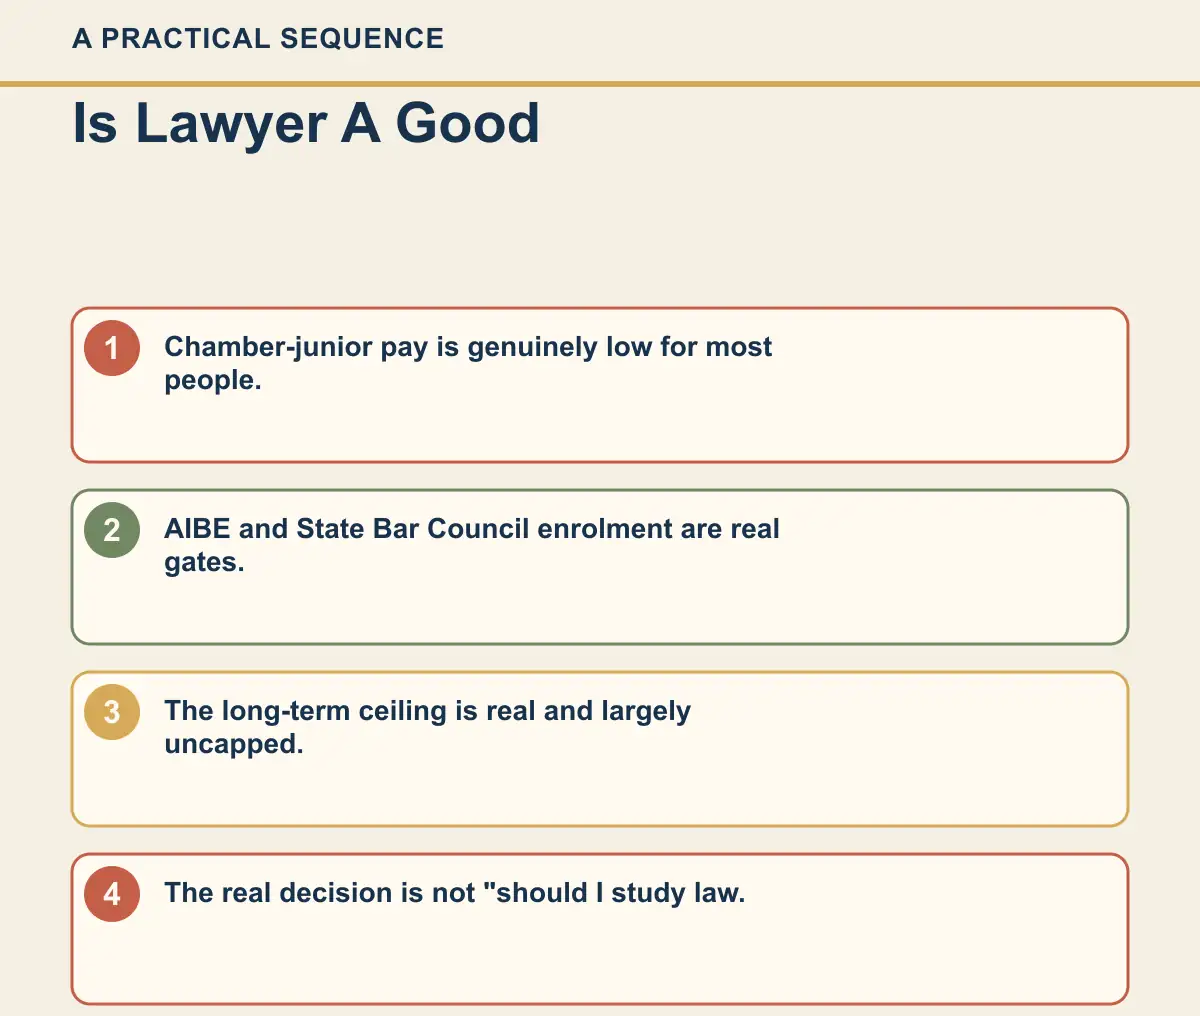 A PRACTICAL SEQUENCE
Is Lawyer A Good
1
Chamber-junior pay is genuinely low for most
people.
2
AIBE and State Bar Council enrolment are real
gates.
3
The long-term ceiling is real and largely
uncapped.
4
The real decision is not "should I study law.